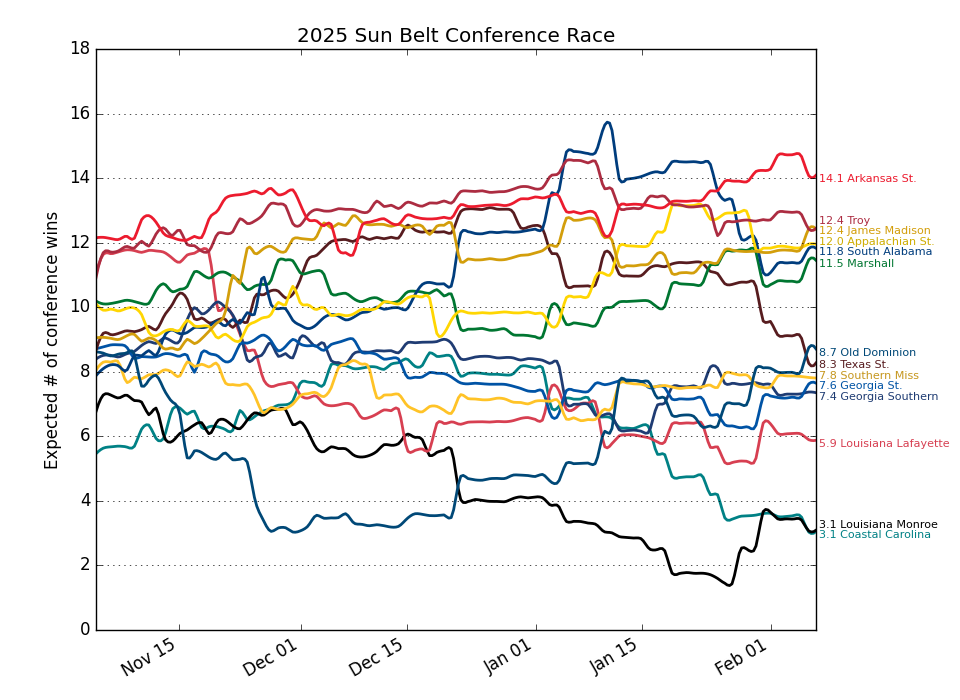 2025 Sun Belt Conference Race
Expected # of conference wins
18
16
14
12
10
8
6
4
2
0
Nov 15
Dec 01
Dec 15
Jan 01
Jan 15
Feb 01
14.1 Arkansas St.
12.4 Troy
12.4 James Madison
12.0 Appalachian St.
11.8 South Alabama
11.5 Marshall
8.7 Old Dominion
8.3 Texas St.
7.8 Southern Miss
7.6 Georgia St.
7.4 Georgia Southern
5.9 Louisiana Lafayette
3.1 Louisiana Monroe
3.1 Coastal Carolina